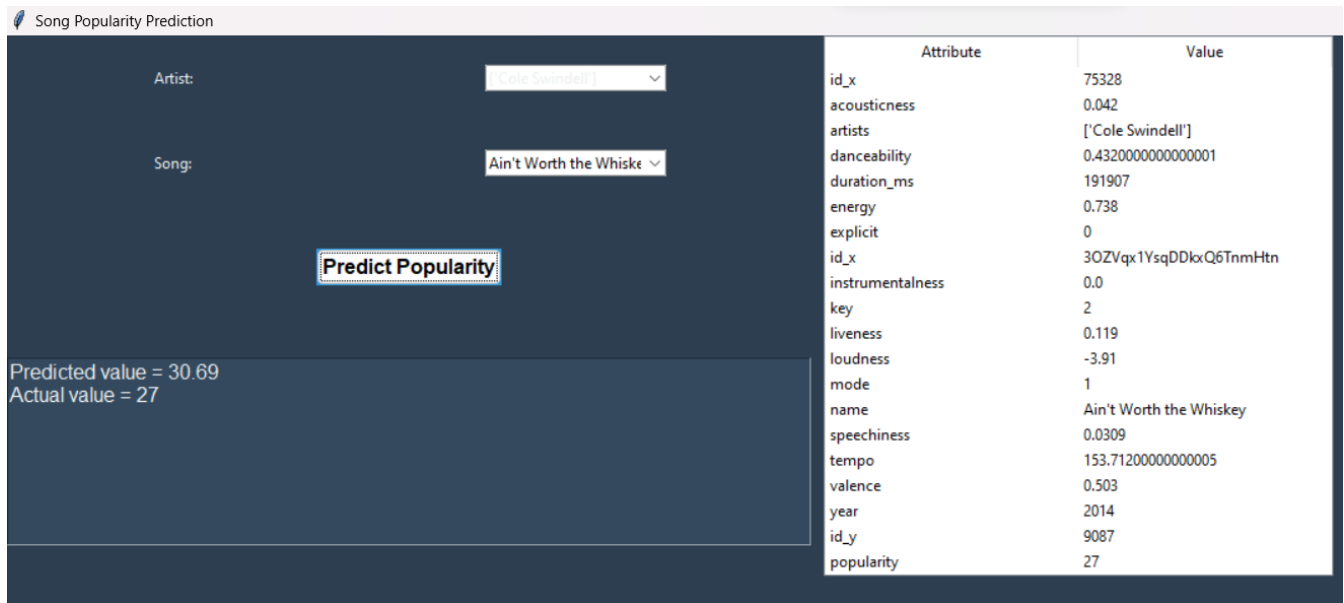 Song Popularity Prediction
Artist: ['Cole Swindell']
Song: Ain't Worth the Whiske
Predict Popularity
Predicted value = 30.69
Actual value = 27
Attribute Value
id_x 75328
acousticness 0.042
artists ['Cole Swindell']
danceability 0.4320000000000001
duration_ms 191907
energy 0.738
explicit 0
id_x 3OZVqx1YsqDDkxQ6TnmHtn
instrumentalness 0.0
key 2
liveness 0.119
loudness -3.91
mode 1
name Ain't Worth the Whiskey
speechiness 0.0309
tempo 153.71200000000005
valence 0.503
year 2014
id_y 9087
popularity 27